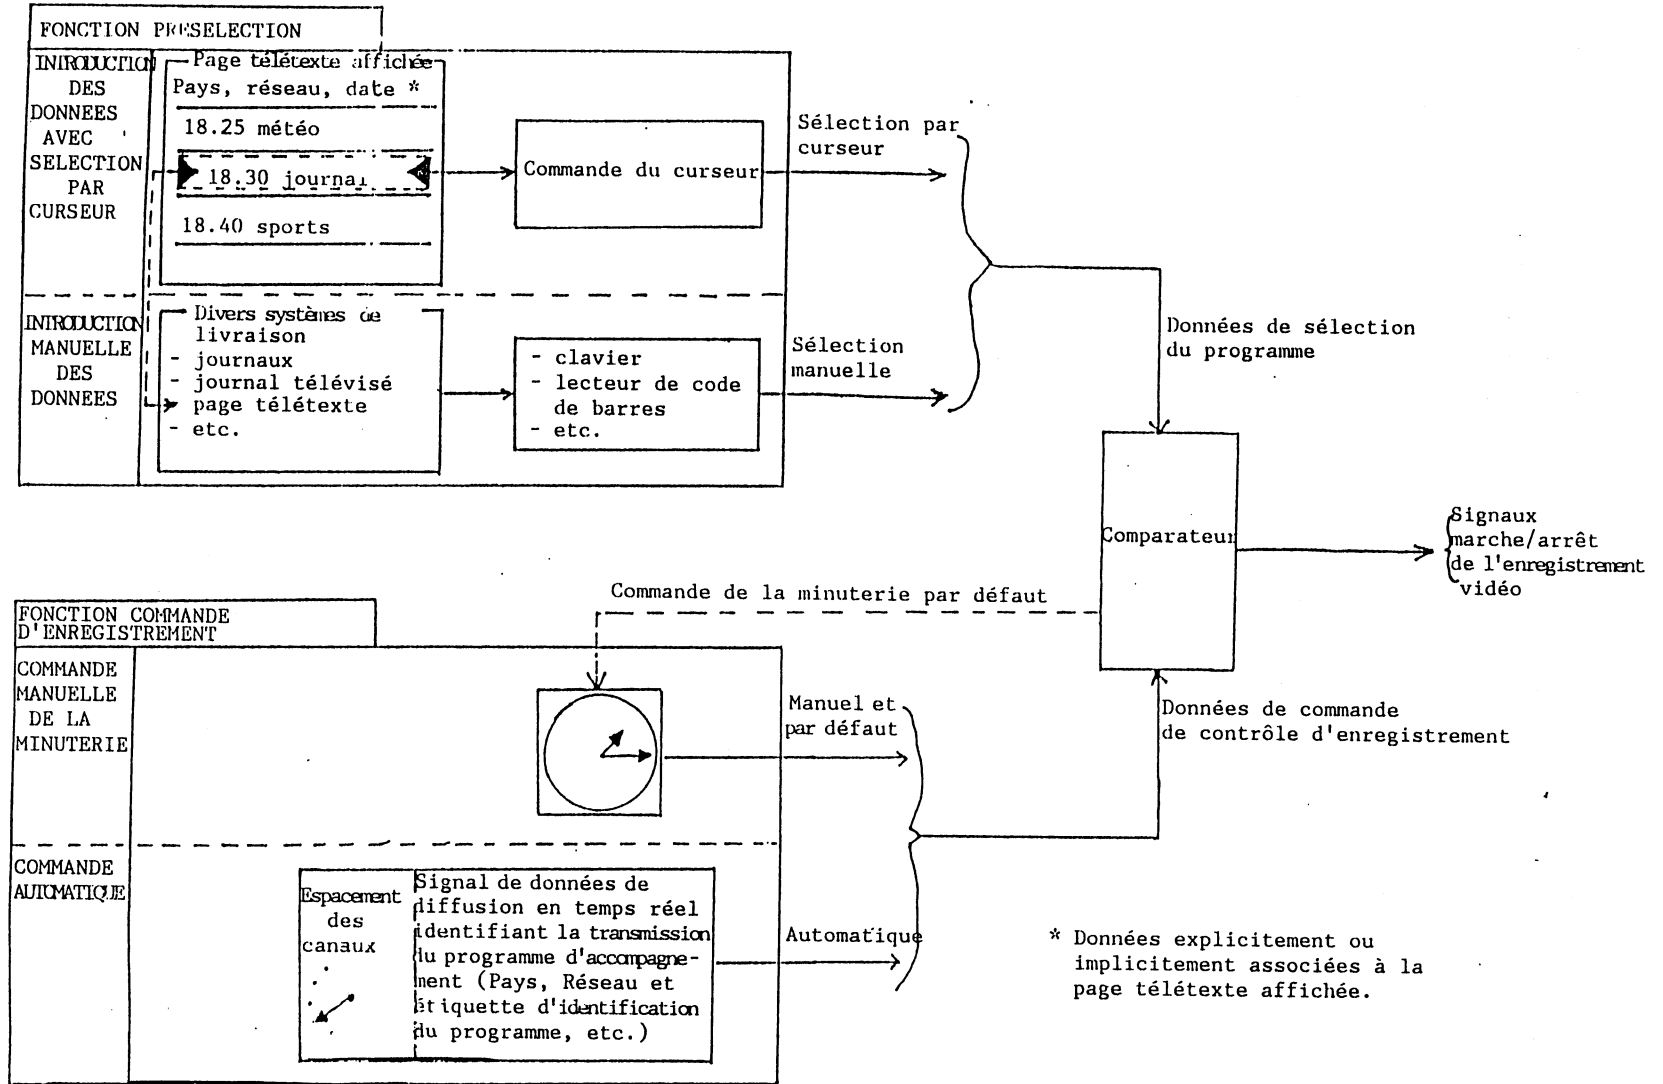 FONCTION PRESELECTION
INTRODUCTION
DES
DONNEES
AVEC
SELECTION
PAR
CURSEUR
Page télétexte affichée
Pays, réseau, date *
18.25 météo
18.30 journal
18.40 sports
Commande du curseur
Sélection par
curseur
INTRODUCTION
MANUELLE
DES
DONNEES
Divers systèmes de
livraison
- journaux
- journal télévisé
page télétexte
- etc.
- clavier
- lecteur de code
de barres
- etc.
Sélection
manuelle
Données de sélection
du programme
Comparateur
Signaux
marche/arrêt
de l'enregistrement
vidéo
Commande de la minuterie par défaut
FONCTION COMMANDE
D'ENREGISTREMENT
COMMANDE
MANUELLE
DE LA
MINUTERIE
Manuel et
par défaut
Données de commande
de contrôle d'enregistrement
COMMANDE
AUTOMATIQUE
Espacement
des
canaux
Signal de données de
diffusion en temps réel
identifiant la transmission
du programme d'accompagne-
ment (Pays, Réseau et
étiquette d'identification
du programme, etc.)
Automatique
* Données explicitement ou
implicitement associées à la
page télétexte affichée.